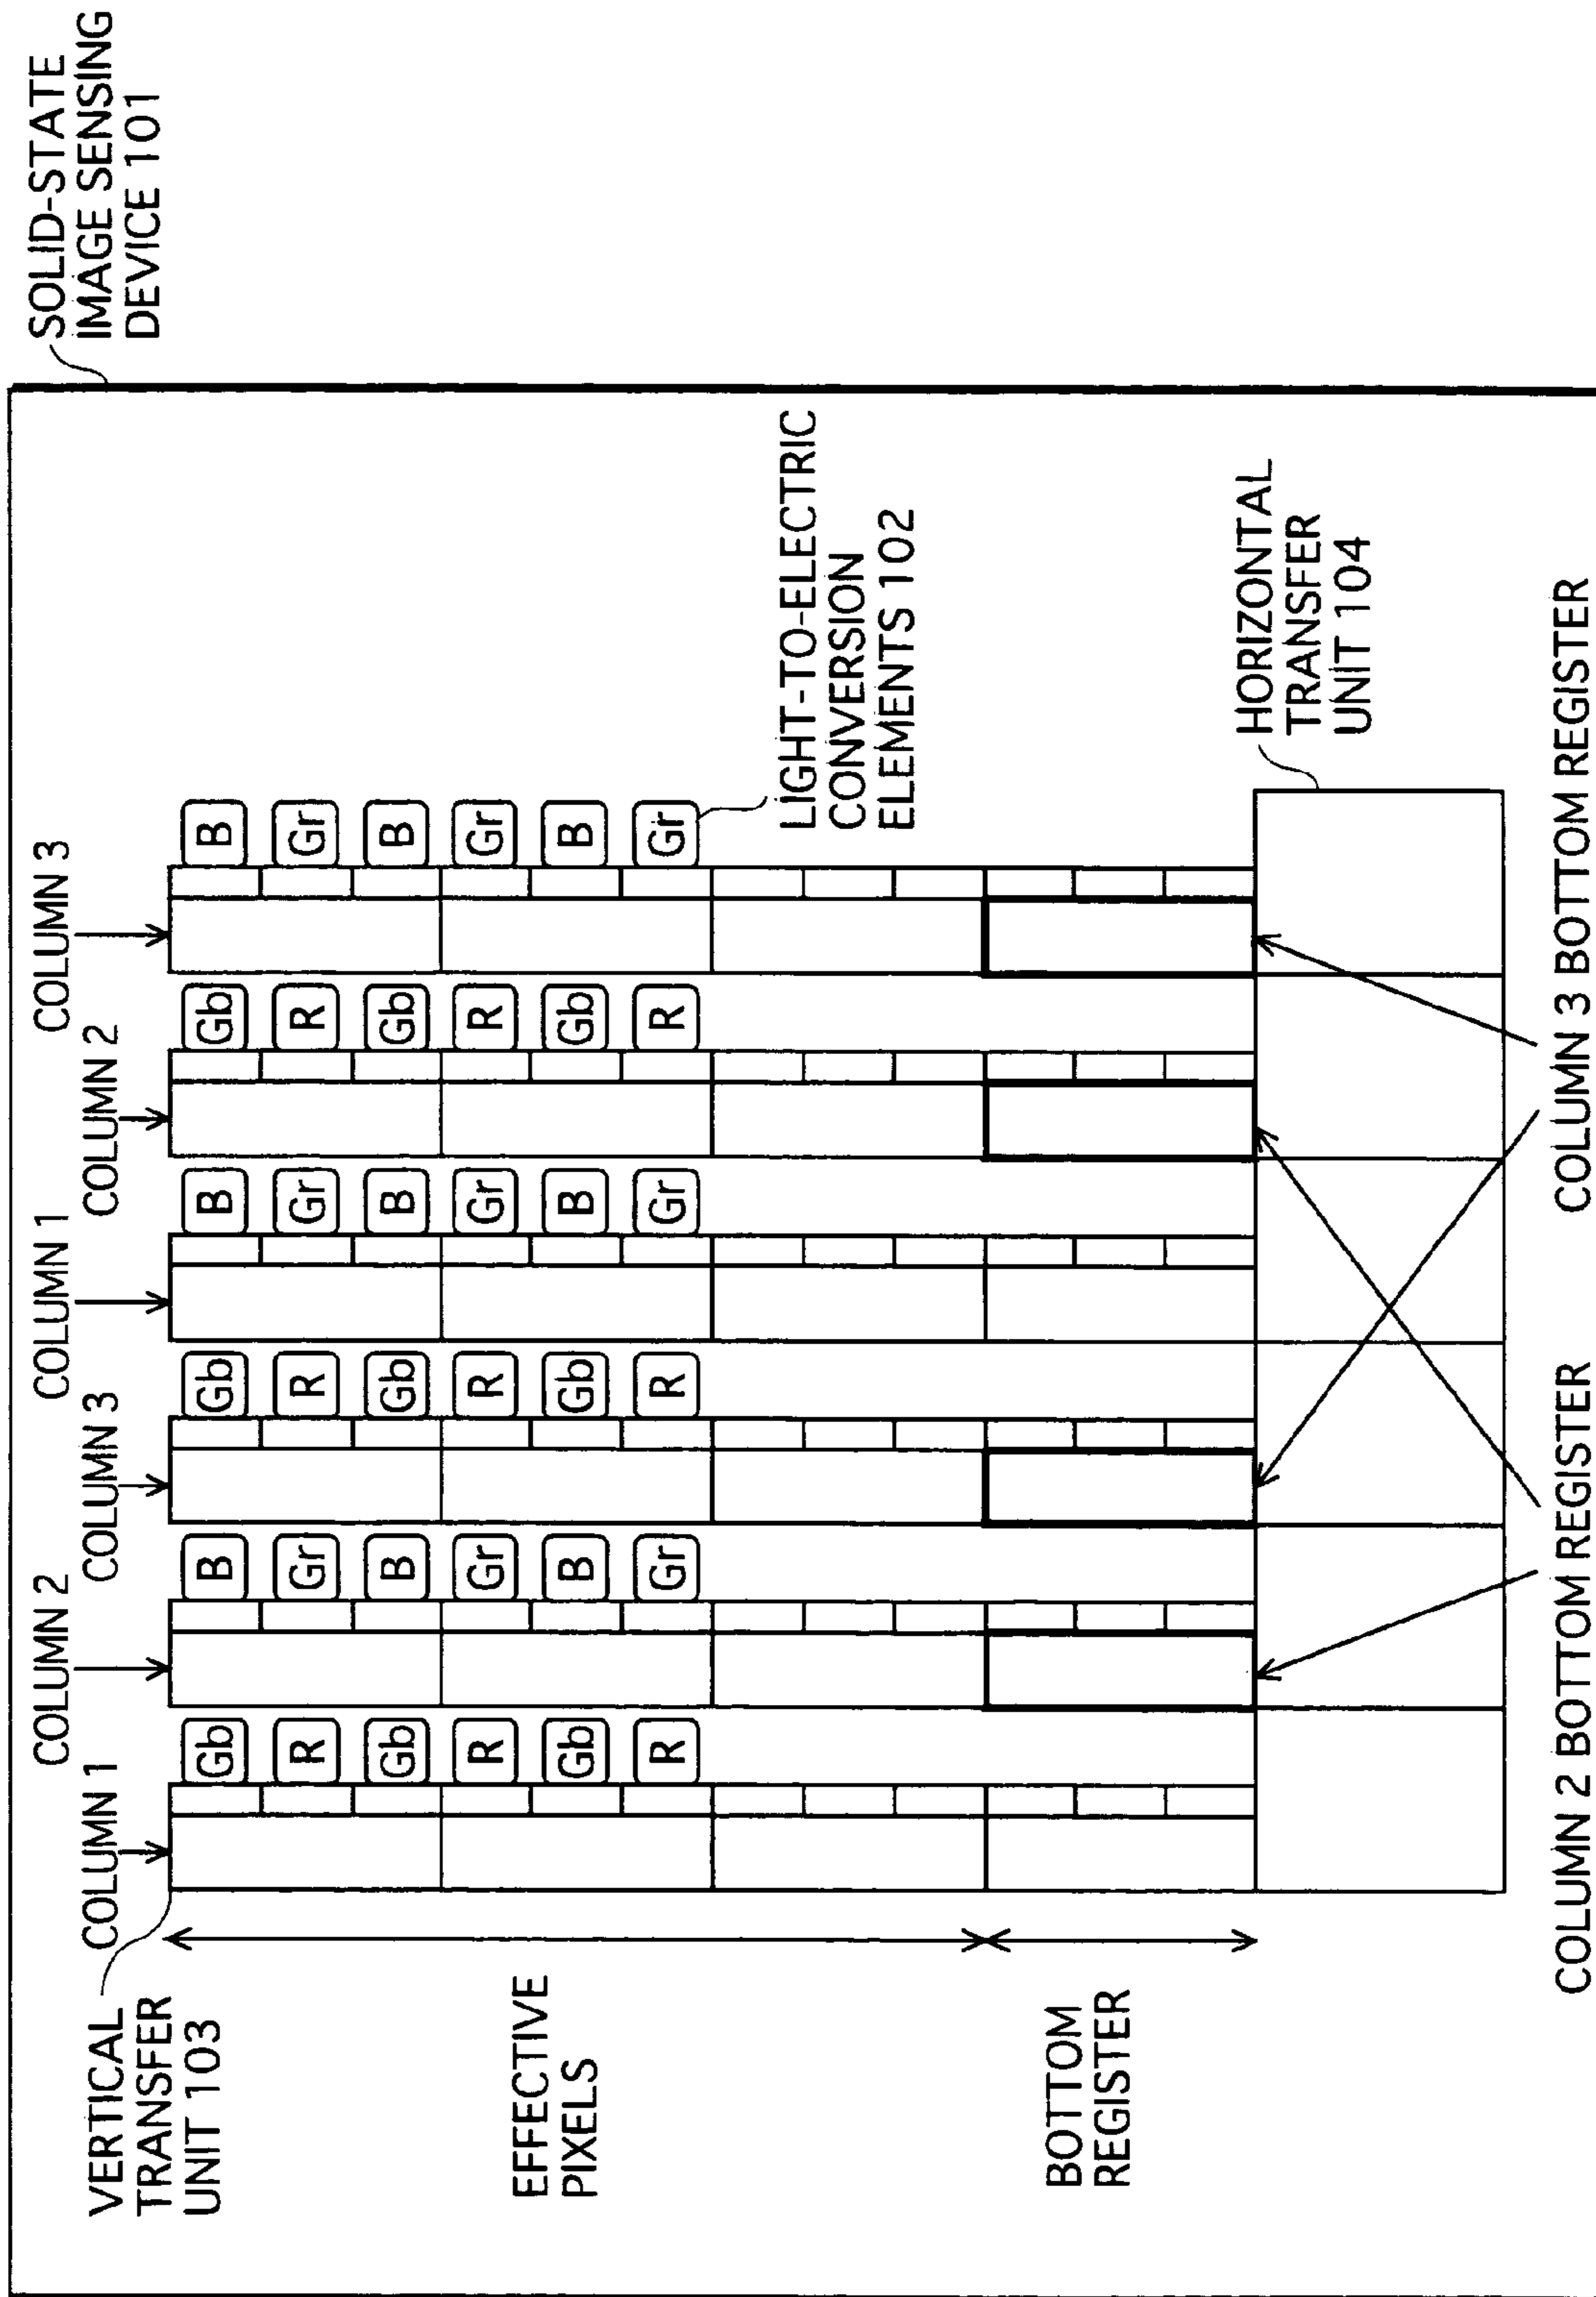 SOLID-STATE
IMAGE SENSING
DEVICE 101
COLUMN 1
COLUMN 2
COLUMN 3
COLUMN 1
COLUMN 2
COLUMN 3
VERTICAL
TRANSFER
UNIT 103
Gb B Gb B Gb B
R Gr R Gr R Gr
Gb B Gb B Gb B
R Gr R Gr R Gr
Gb B Gb B Gb B
R Gr R Gr R Gr
EFFECTIVE
PIXELS
LIGHT-TO-ELECTRIC
CONVERSION
ELEMENTS 102
BOTTOM
REGISTER
HORIZONTAL
TRANSFER
UNIT 104
COLUMN 2 BOTTOM REGISTER
COLUMN 3 BOTTOM REGISTER